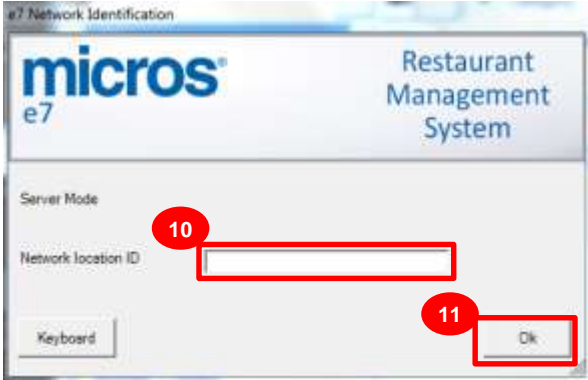 e7 Network Identification
micros®
e7
Restaurant
Management
System
Server Mode
10
Network location ID
11
Keyboard
Ok